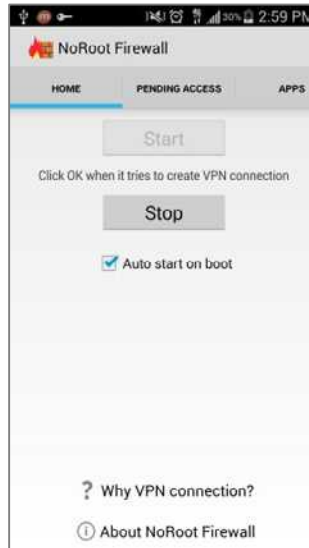 30% 2:59 PM
NoRoot Firewall
HOME PENDING ACCESS APPS
Start
Click OK when it tries to create VPN connection
Stop
Auto start on boot
? Why VPN connection?
About NoRoot Firewall